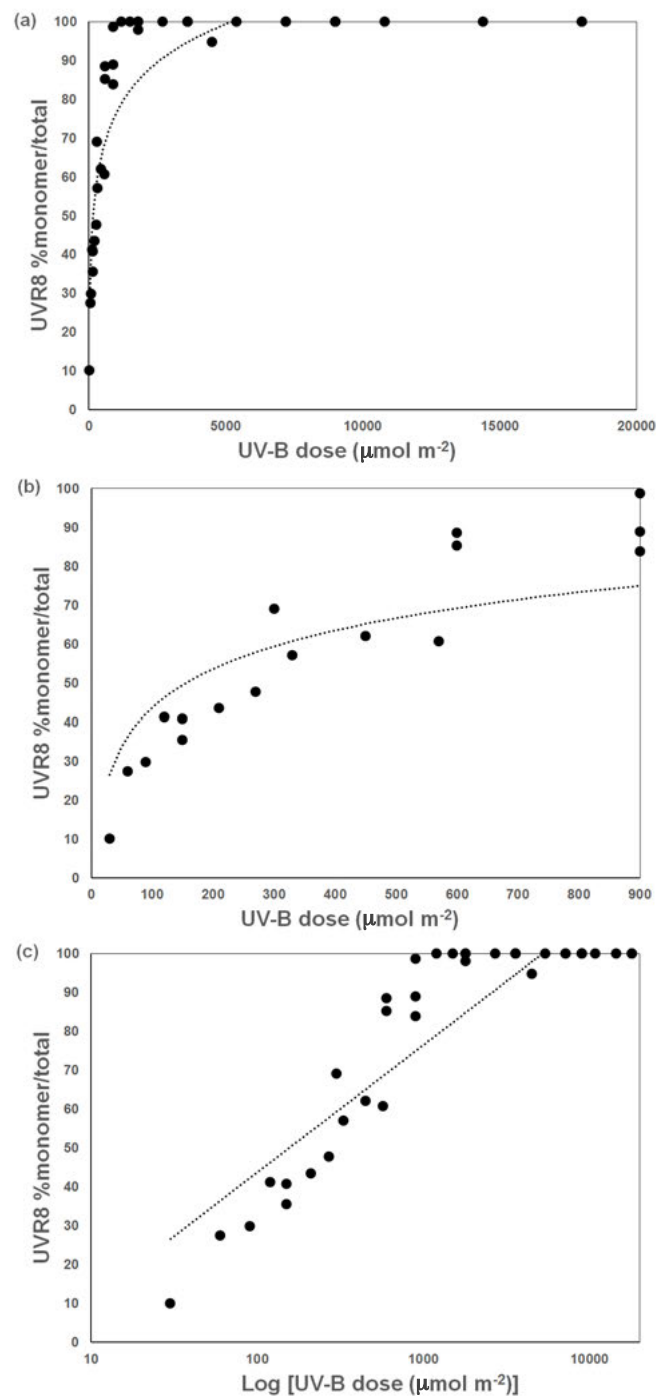 (a)
100
90
80
70
60
50
40
30
20
10
0
UVR8 %monomer/total
0 5000 10000 15000 20000
UV-B dose (μmol m-2)
(b)
100
90
80
70
60
50
40
30
20
10
0
UVR8 %monomer/total
0 100 200 300 400 500 600 700 800 900
UV-B dose (μmol m-2)
(c)
100
90
80
70
60
50
40
30
20
10
0
UVR8 %monomer/total
10 100 1000 10000
Log [UV-B dose (μmol m-2)]